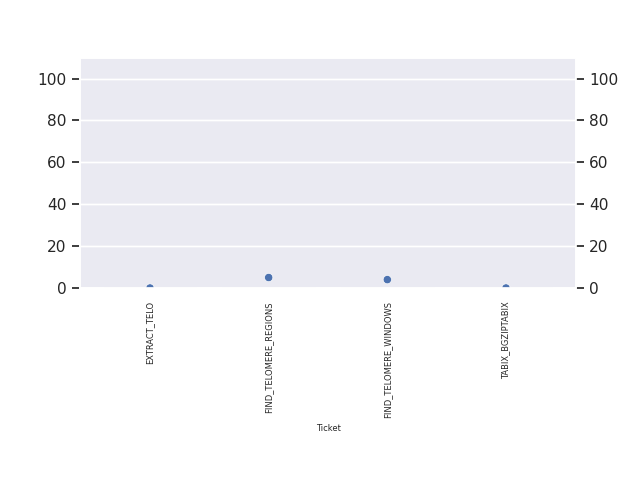 100 100
80 80
60 60
40 40
20 20
0 0
EXTRACT_TELO
FIND_TELOMERE_REGIONS
FIND_TELOMERE_WINDOWS
TABIX_BGZIPTABIX
Ticket